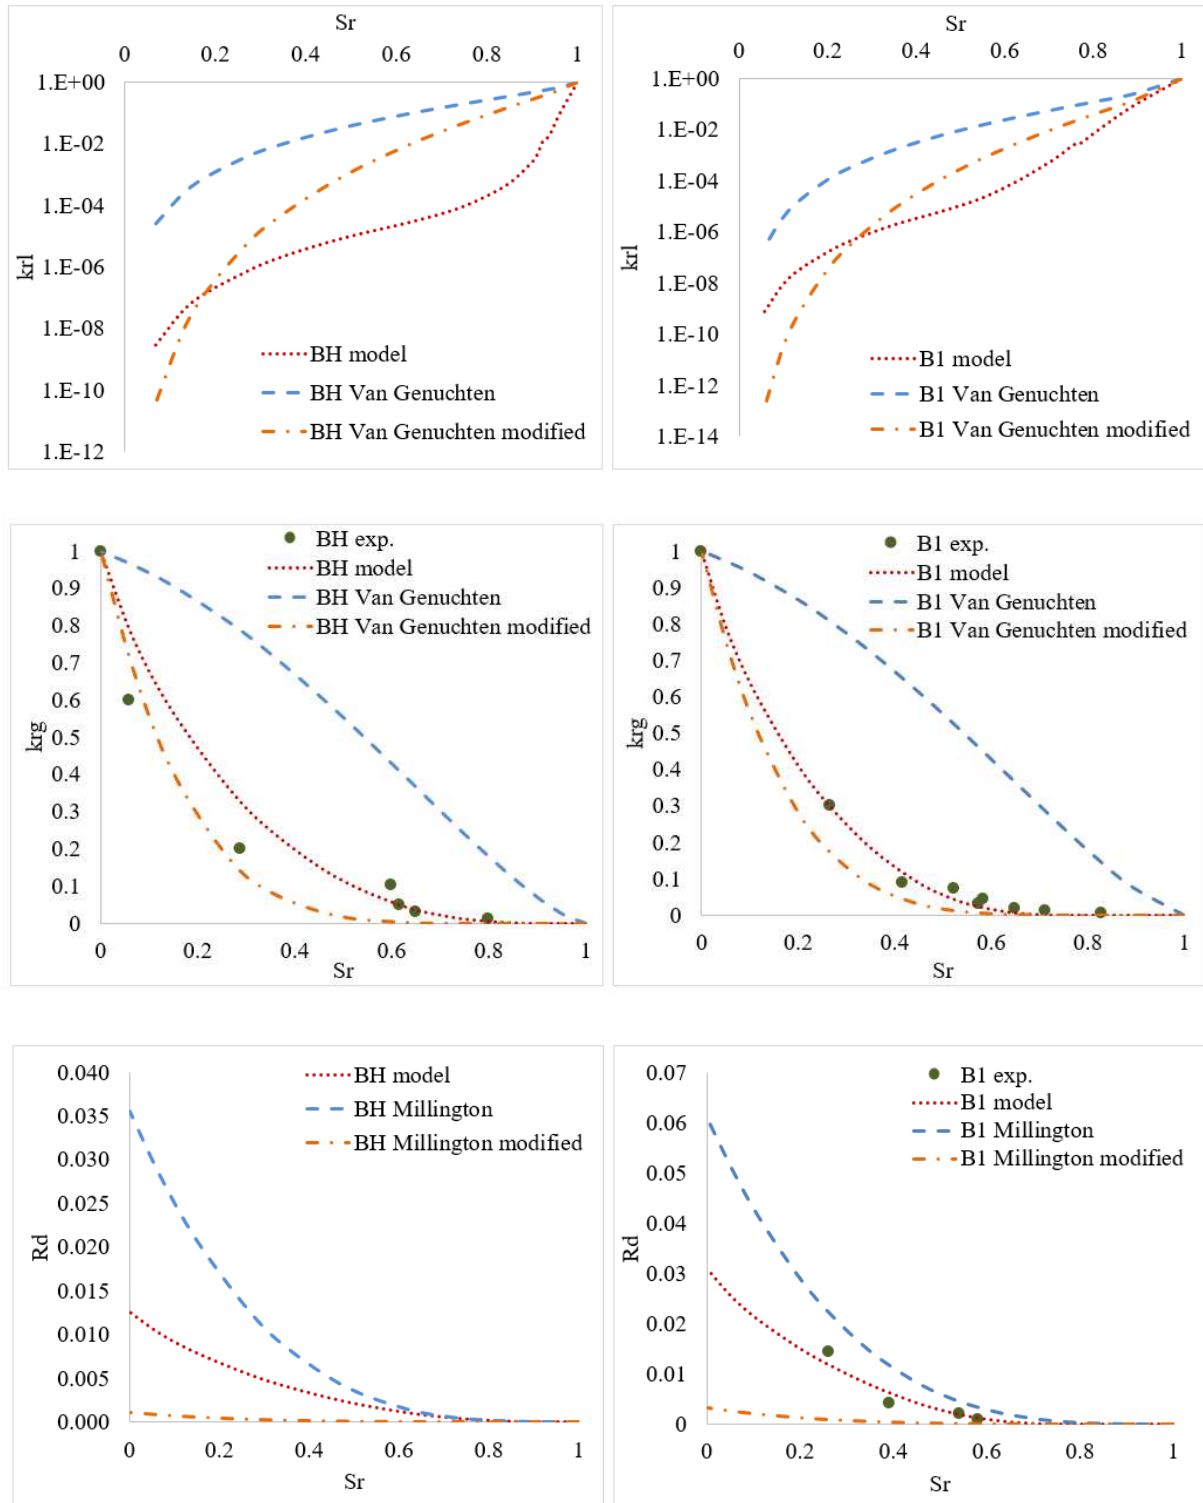 Sr
0 0.2 0.4 0.6 0.8 1
1.E+00
1.E-02
1.E-04
1.E-06
1.E-08
1.E-10
1.E-12
krl
BH model
BH Van Genuchten
BH Van Genuchten modified
Sr
0 0.2 0.4 0.6 0.8 1
1.E+00
1.E-02
1.E-04
1.E-06
1.E-08
1.E-10
1.E-12
1.E-14
krl
B1 model
B1 Van Genuchten
B1 Van Genuchten modified
BH exp.
BH model
BH Van Genuchten
BH Van Genuchten modified
1
0.9
0.8
0.7
0.6
0.5
0.4
0.3
0.2
0.1
0
krg
0 0.2 0.4 0.6 0.8 1
Sr
B1 exp.
B1 model
B1 Van Genuchten
B1 Van Genuchten modified
1
0.9
0.8
0.7
0.6
0.5
0.4
0.3
0.2
0.1
0
krg
0 0.2 0.4 0.6 0.8 1
Sr
BH model
BH Millington
BH Millington modified
0.040
0.035
0.030
0.025
0.020
0.015
0.010
0.005
0.000
Rd
0 0.2 0.4 0.6 0.8 1
Sr
B1 exp.
B1 model
B1 Millington
B1 Millington modified
0.07
0.06
0.05
0.04
0.03
0.02
0.01
0
Rd
0 0.2 0.4 0.6 0.8 1
Sr